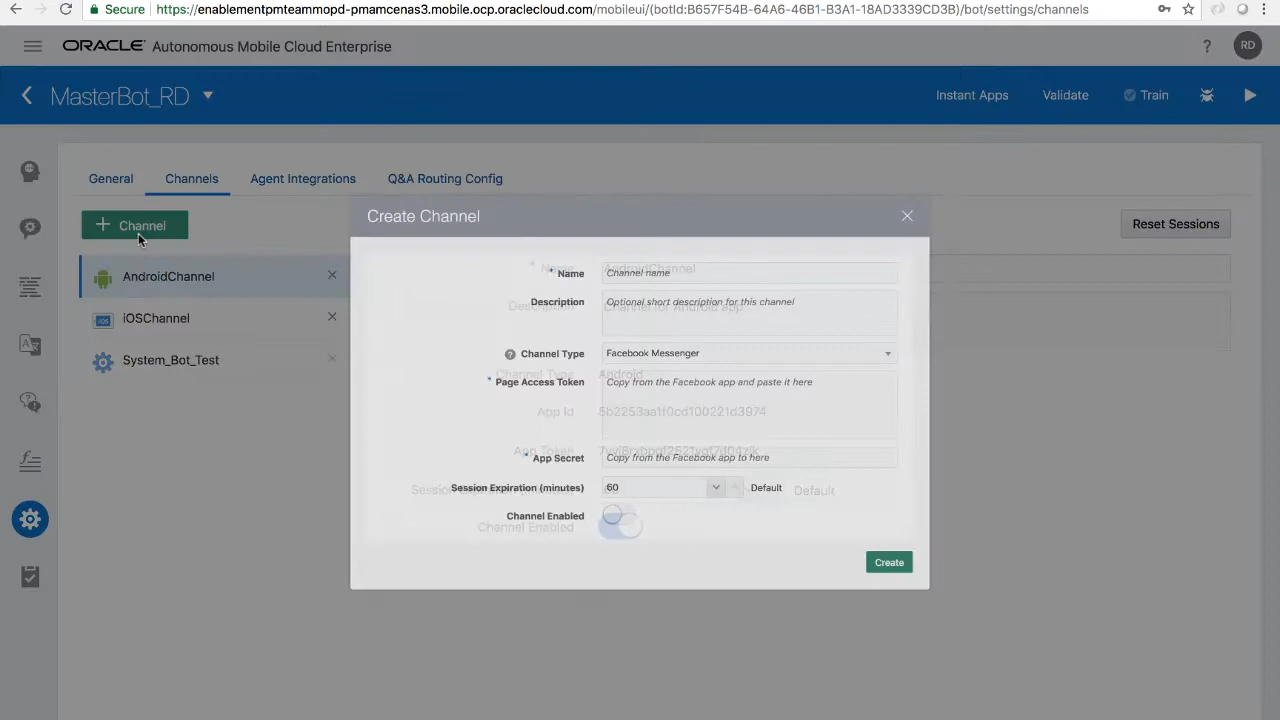 Secure https://enablementpmteammopd-pmamcenas3.mobile.ocp.oraclecloud.com/mobileui/(botId:B657F54B-64A6-46B1-B3A1-18AD3339CD3B)/bot/settings/channels
ORACLE Autonomous Mobile Cloud Enterprise ? RD
MasterBot_RD Instant Apps Validate Train
General Channels Agent Integrations Q&A Routing Config
+ Channel Reset Sessions
AndroidChannel
iOSChannel
System_Bot_Test
Create Channel
* Name Channel name
AndroidChannel
Description Optional short description for this channel
Description Channel for Android app
Channel Type Facebook Messenger
Channel Type Android
* Page Access Token Copy from the Facebook app and paste it here
App Id 5b2253aa1f0cd100221d3974
App Token
* App Secret Copy from the Facebook app to here
Session Expiration (minutes) 60 Default
Default
Channel Enabled
Channel Enabled
Create